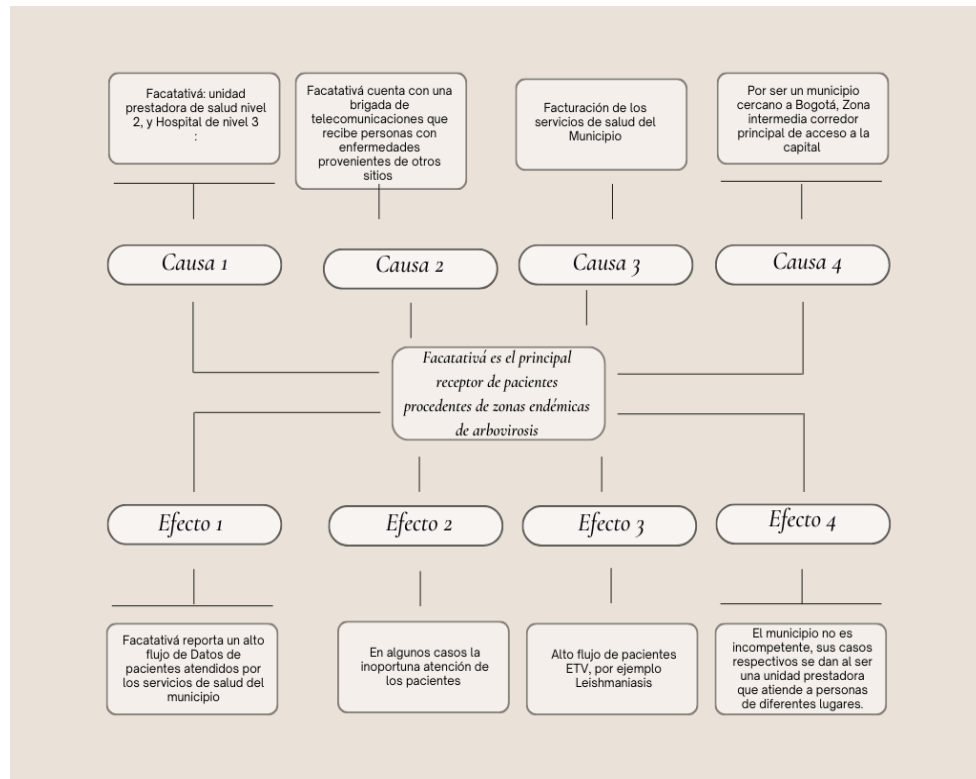 Facatativá: unidad
prestadora de salud nivel
2, y Hospital de nivel 3
:
Facatativá cuenta con una
brigada de
telecomunicaciones que
recibe personas con
enfermedades
provenientes de otros
sitios
Facturación de los
servicios de salud del
Municipio
Por ser un municipio
cercano a Bogotá, Zona
intermedia corredor
principal de acceso a la
capital
Causa 1
Causa 2
Causa 3
Causa 4
Facatativá es el principal
receptor de pacientes
procedentes de zonas endémicas
de arbovirosis
Efecto 1
Efecto 2
Efecto 3
Efecto 4
Facatativá reporta un alto
flujo de Datos de
pacientes atendidos por
los servicios de salud del
municipio
En algunos casos la
inoportuna atención de
los pacientes
Alto flujo de pacientes
ETV, por ejemplo
Leishmaniasis
El municipio no es
incompetente, sus casos
respectivos se dan al ser
una unidad prestadora
que atiende a personas
de diferentes lugares.